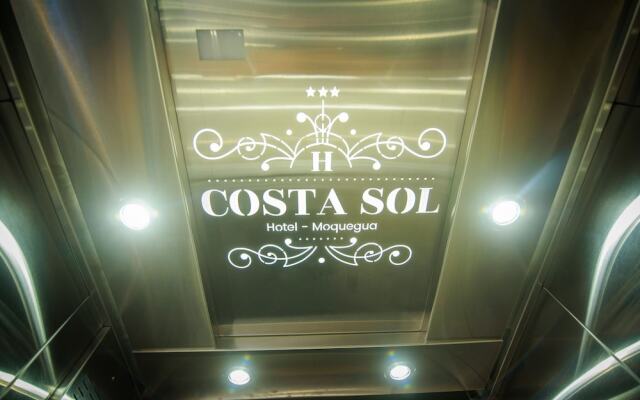 ★★★
H
COSTA SOL
Hotel - Moquegua